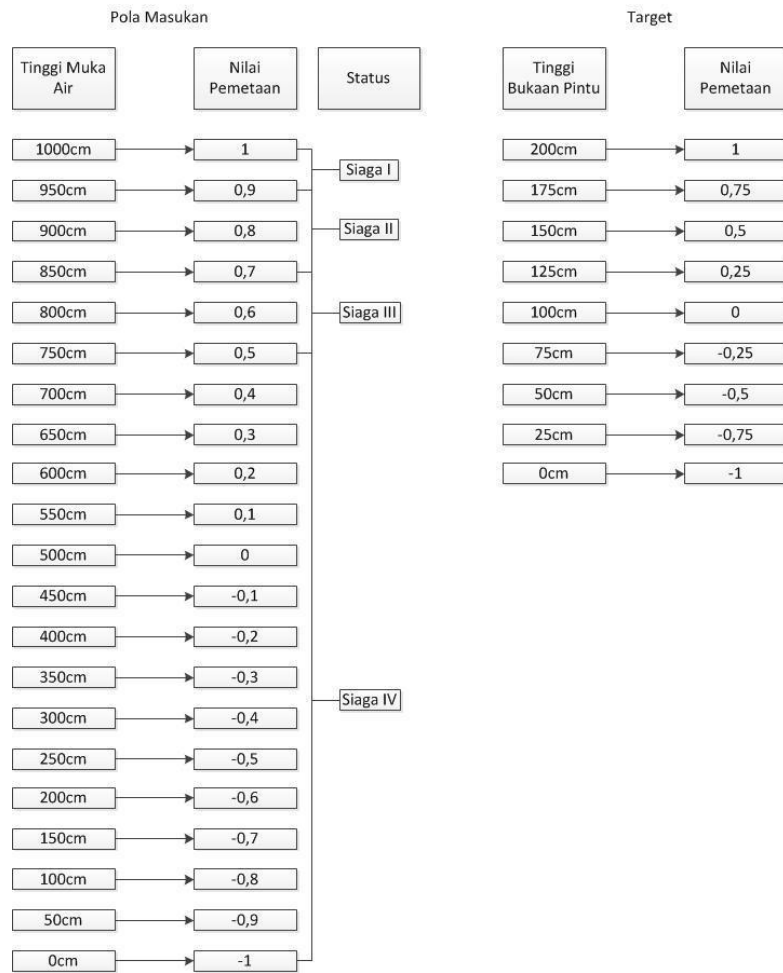 Pola Masukan
Target
Tinggi Muka
Air
Nilai
Pemetaan
Status
Tinggi
Bukaan Pintu
Nilai
Pemetaan
1000cm 1 200cm 1
Siaga I
950cm 0,9 175cm 0,75
900cm 0,8 Siaga II 150cm 0,5
850cm 0,7 125cm 0,25
800cm 0,6 Siaga III 100cm 0
750cm 0,5 75cm -0,25
700cm 0,4 50cm -0,5
650cm 0,3 25cm -0,75
600cm 0,2 0cm -1
550cm 0,1
500cm 0
450cm -0,1
400cm -0,2
350cm -0,3
Siaga IV
300cm -0,4
250cm -0,5
200cm -0,6
150cm -0,7
100cm -0,8
50cm -0,9
0cm -1